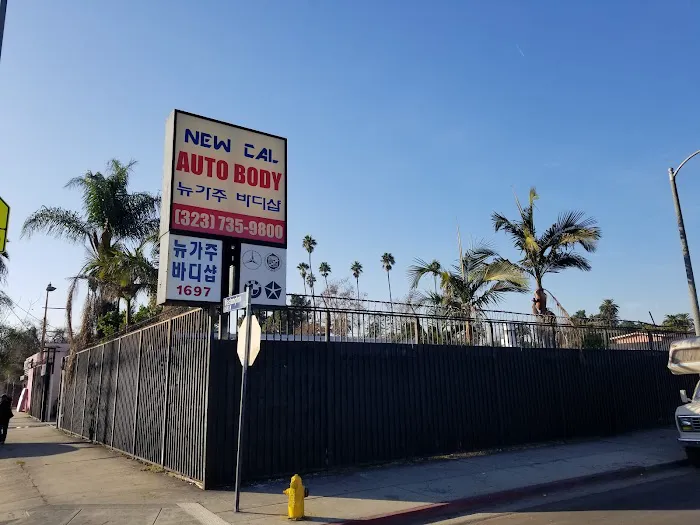 NEW CAL
AUTO BODY
뉴가주 바디샵
(323) 735-9800
뉴가주
바디샵
1697